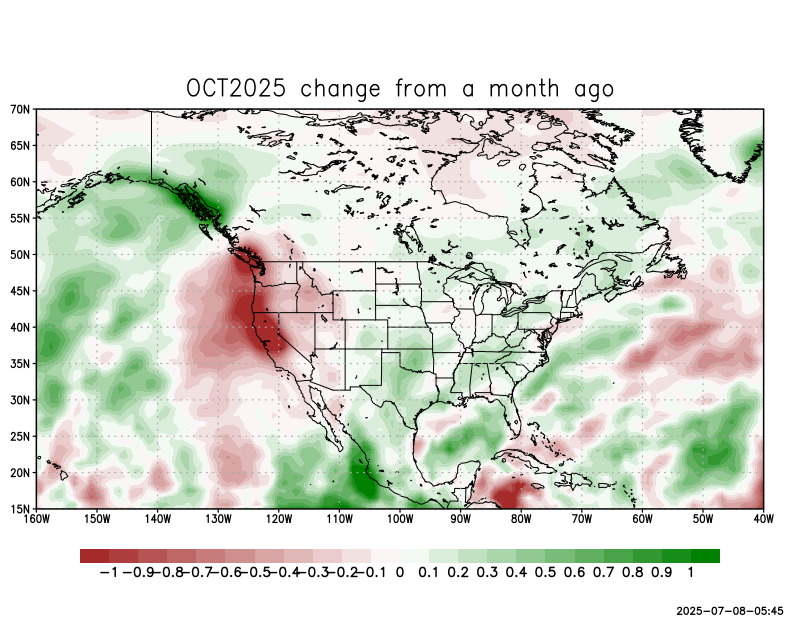 OCT2025 change from a month ago
70N
65N
60N
55N
50N
45N
40N
35N
30N
25N
20N
15N
160W 150W 140W 130W 120W 110W 100W 90W 80W 70W 60W 50W 40W
-1 -0.9 -0.8 -0.7 -0.6 -0.5 -0.4 -0.3 -0.2 -0.1 0 0.1 0.2 0.3 0.4 0.5 0.6 0.7 0.8 0.9 1
2025-07-08-05:45